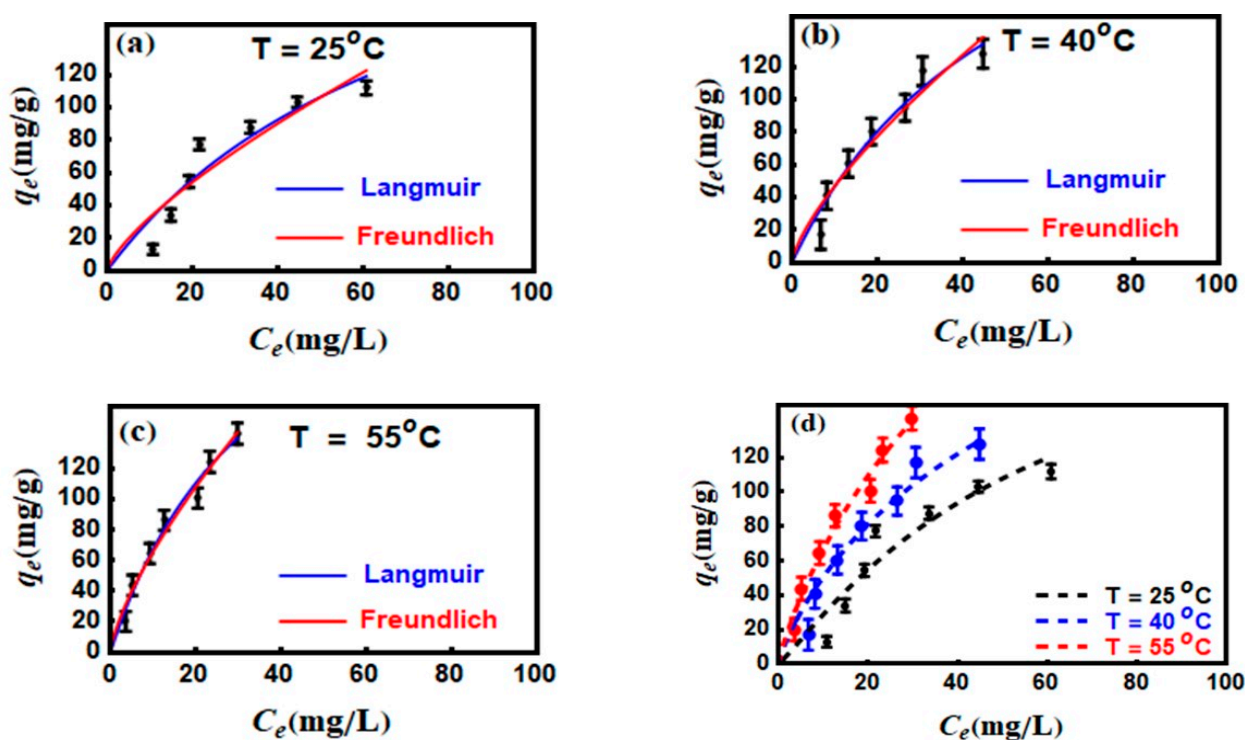 (a) T = 25°C
qe(mg/g)
120
100
80
60
40
20
0
Langmuir
Freundlich
0 20 40 60 80 100
Ce(mg/L)
(b) T = 40°C
qe(mg/g)
120
100
80
60
40
20
0
Langmuir
Freundlich
0 20 40 60 80 100
Ce(mg/L)
(c) T = 55°C
qe(mg/g)
120
100
80
60
40
20
0
Langmuir
Freundlich
0 20 40 60 80 100
Ce(mg/L)
(d)
qe(mg/g)
120
100
80
60
40
20
0
T = 25 °C
T = 40 °C
T = 55 °C
0 20 40 60 80 100
Ce(mg/L)